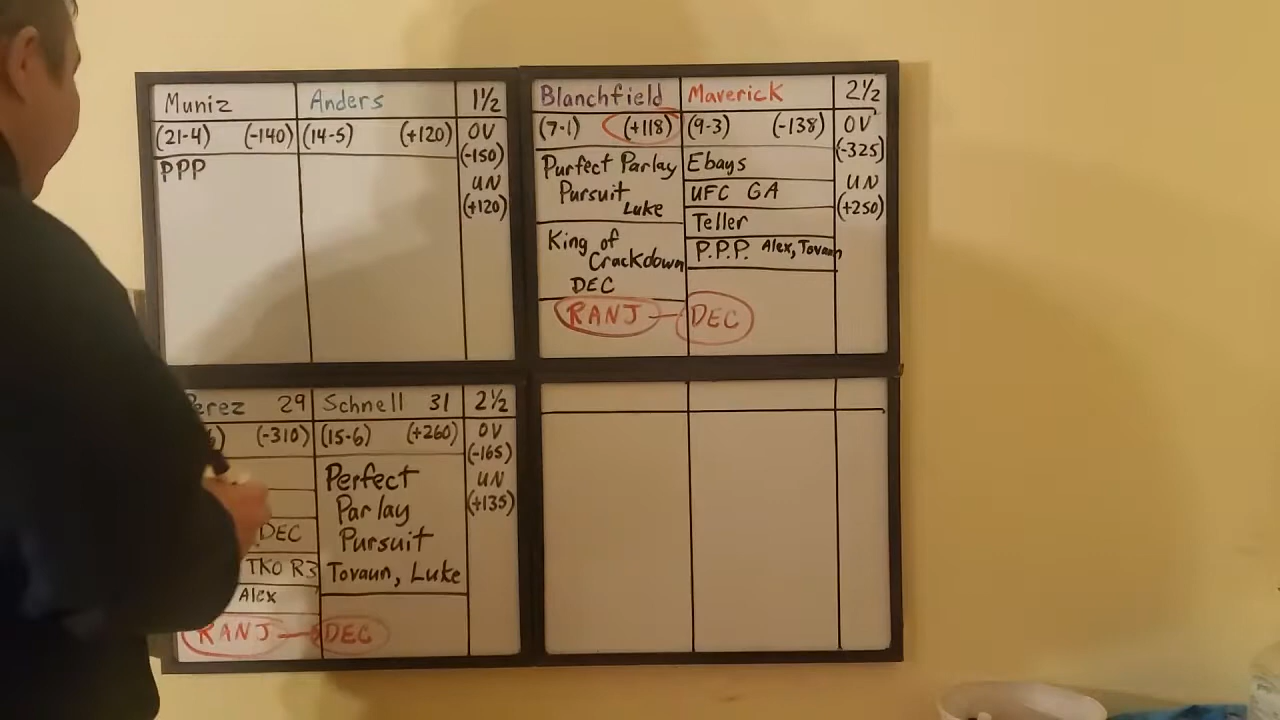 Muniz Anders 1½
(21-4) (-140) (14-5) (+120) OV
(-150)
UN
(+120)
PPP
Blanchfield Maverick 2½
(7-1) (+118) (9-3) (-138) OV
(-325)
UN
(+250)
Purfect Parlay
Pursuit
Luke
King of
Crackdown
DEC
Ebays
UFC GA
Teller
P.P.P. Alex, Tovaun
RANJ — DEC
erez 29 Schnell 31 2½
(-310) (15-6) (+260) OV
(-165)
UN
(+135)
DEC
TKO R3
Alex
Perfect
Parlay
Pursuit
Tovaun, Luke
RANJ — DEC